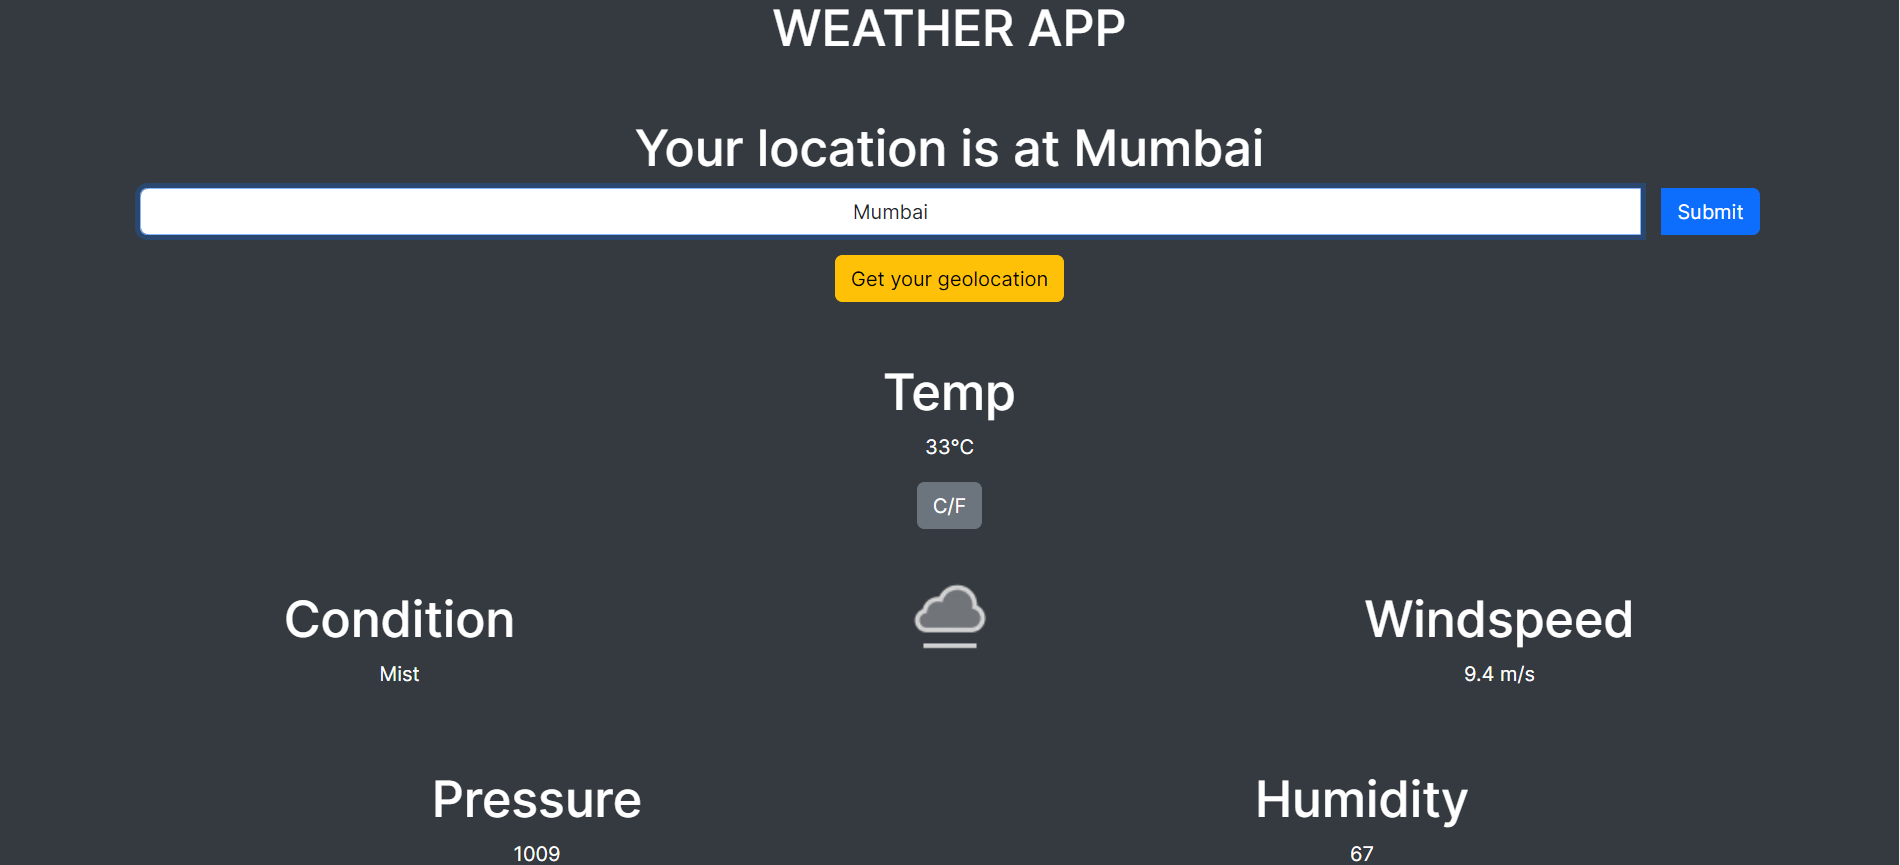 WEATHER APP
Your location is at Mumbai
Mumbai
Submit
Get your geolocation
Temp
33°C
C/F
Condition
Mist
Windspeed
9.4 m/s
Pressure
1009
Humidity
67